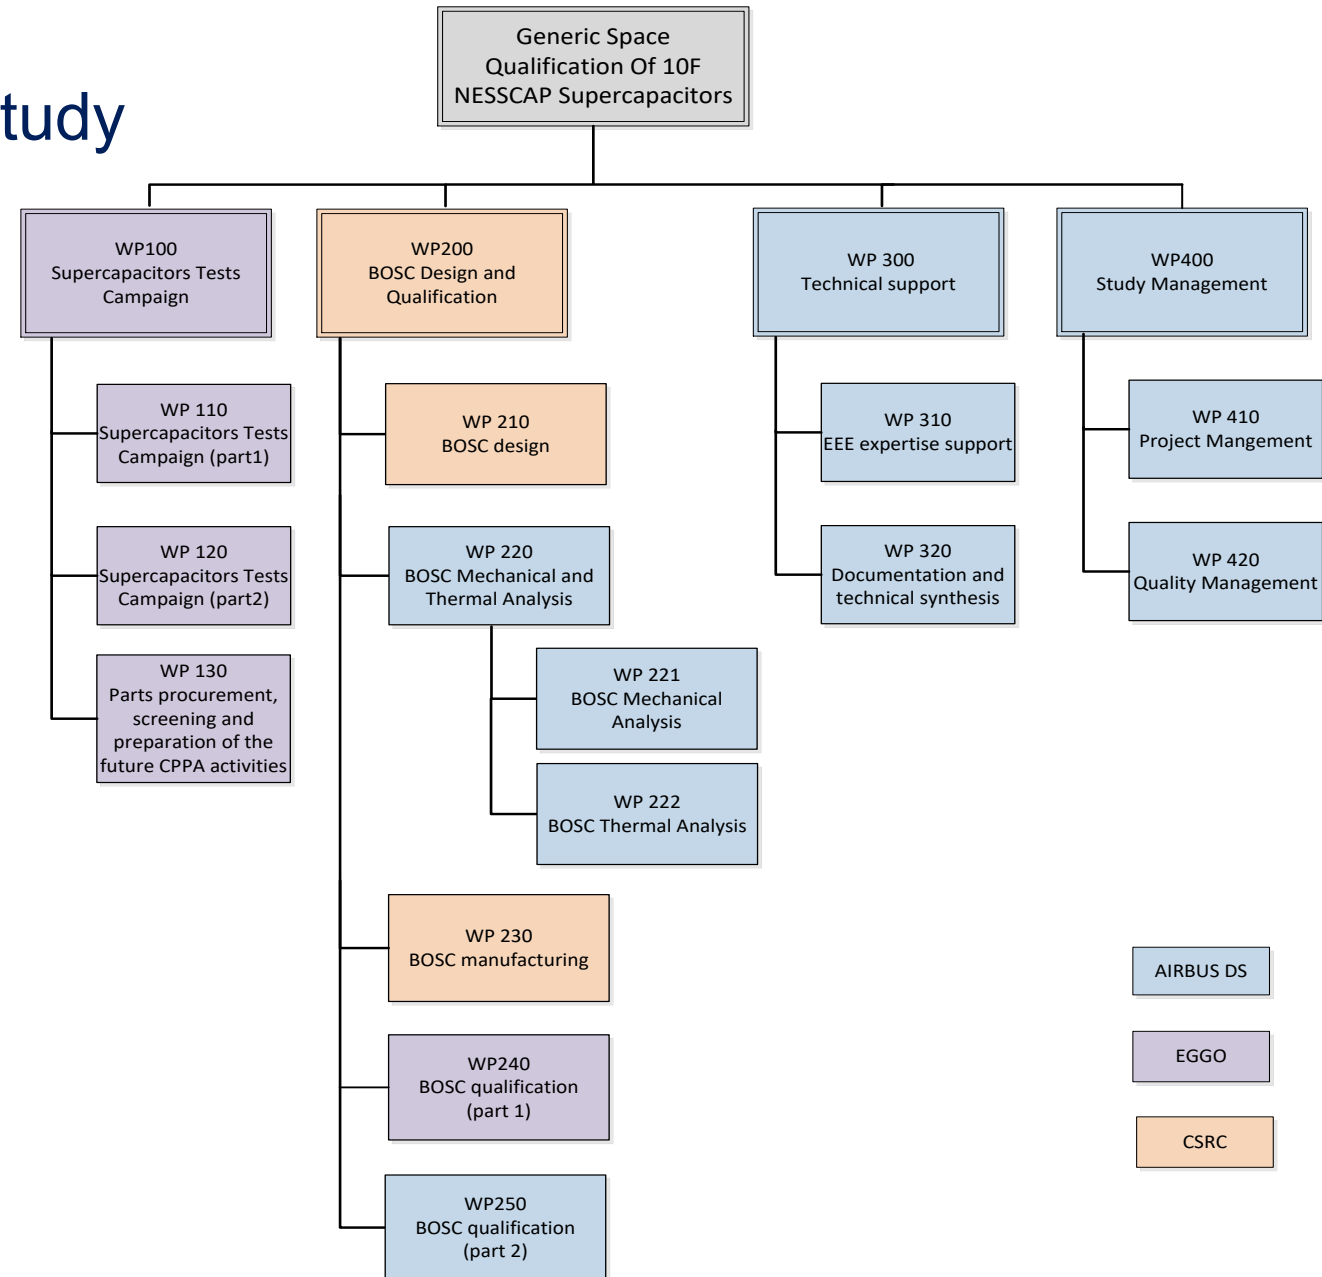 Generic Space
Qualification Of 10F
NESSCAP Supercapacitors
tudy
WP100
Supercapacitors Tests
Campaign
WP200
BOSC Design and
Qualification
WP 300
Technical support
WP400
Study Management
WP 110
Supercapacitors Tests
Campaign (part1)
WP 120
Supercapacitors Tests
Campaign (part2)
WP 130
Parts procurement,
screening and
preparation of the
future CPPA activities
WP 210
BOSC design
WP 220
BOSC Mechanical and
Thermal Analysis
WP 221
BOSC Mechanical
Analysis
WP 222
BOSC Thermal Analysis
WP 230
BOSC manufacturing
WP240
BOSC qualification
(part 1)
WP250
BOSC qualification
(part 2)
WP 310
EEE expertise support
WP 320
Documentation and
technical synthesis
WP 410
Project Mangement
WP 420
Quality Management
AIRBUS DS
EGGO
CSRC